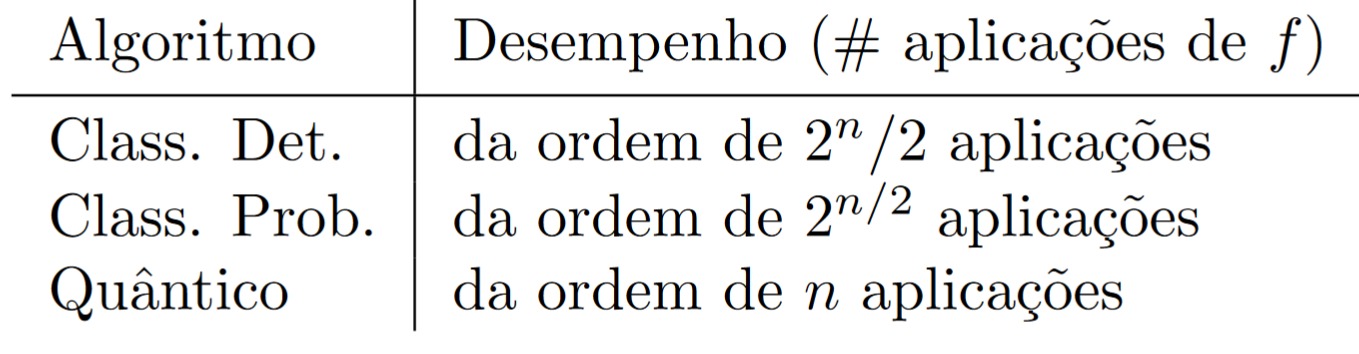 Algoritmo Desempenho (# aplicações de f)
Class. Det. da ordem de 2^n/2 aplicações
Class. Prob. da ordem de 2^{n/2} aplicações
Quântico da ordem de n aplicações